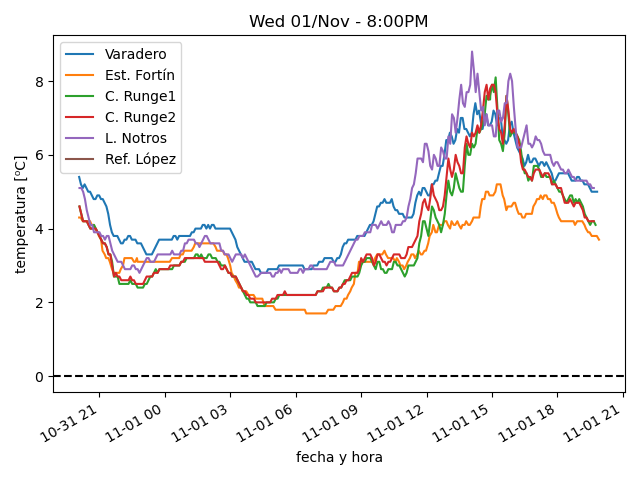 Wed 01/Nov - 8:00PM
Varadero
Est. Fortín
C. Runge1
C. Runge2
L. Notros
Ref. López
temperatura [ºC]
8
6
4
2
0
10-31 21
11-01 00
11-01 03
11-01 06
11-01 09
11-01 12
11-01 15
11-01 18
11-01 21
fecha y hora